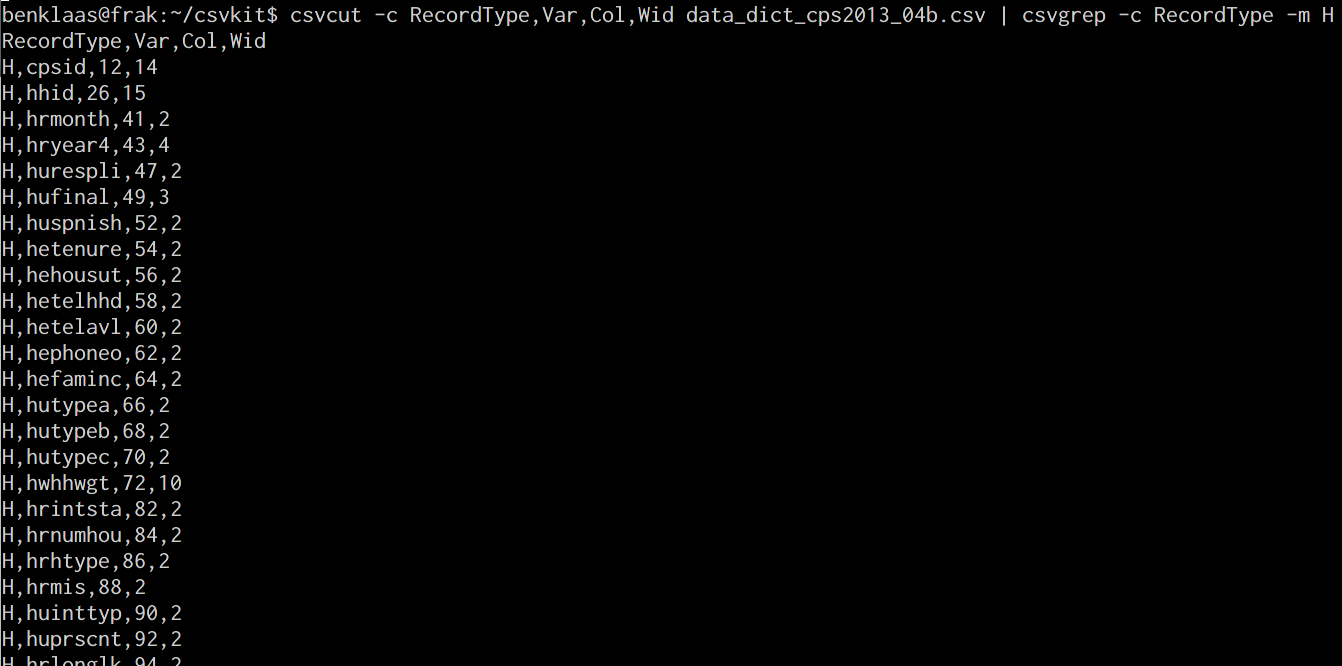 benklaas@frak:~/csvkit$ csvcut -c RecordType,Var,Col,Wid data_dict_cps2013_04b.csv | csvgrep -c RecordType -m H
RecordType,Var,Col,Wid
H,cpsid,12,14
H,hhid,26,15
H,hrmonth,41,2
H,hryear4,43,4
H,hurespli,47,2
H,hufinal,49,3
H,huspnish,52,2
H,hetenure,54,2
H,hehousut,56,2
H,hetelhhd,58,2
H,hetelavl,60,2
H,hephoneo,62,2
H,hefaminc,64,2
H,hutypea,66,2
H,hutypeb,68,2
H,hutypec,70,2
H,hwhhwgt,72,10
H,hrintsta,82,2
H,hrnumhou,84,2
H,hrhtype,86,2
H,hrmis,88,2
H,huinttyp,90,2
H,huprscnt,92,2
H,hrlonglk,94,2